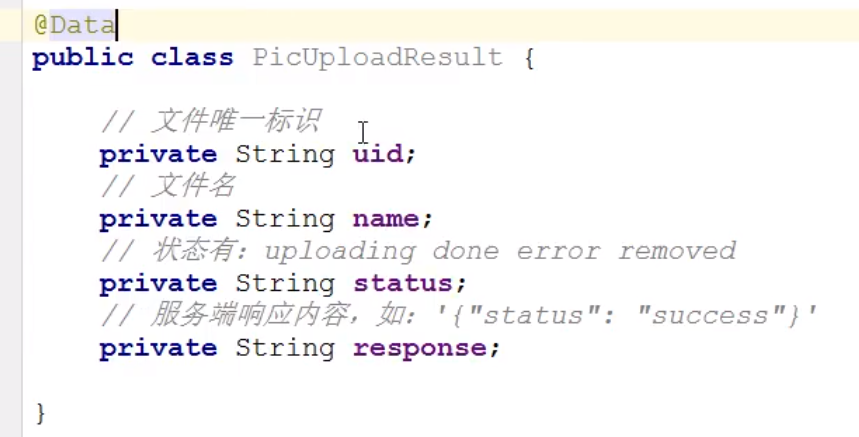 @Data
public class PicUploadResult {
// 文件唯一标识
private String uid;
// 文件名
private String name;
// 状态有：uploading done error removed
private String status;
// 服务端响应内容，如：'{"status": "success"}'
private String response;
}